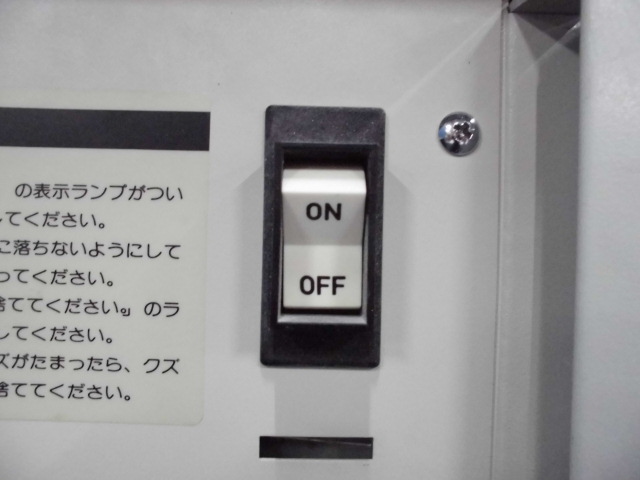 の表示ランプがつい
てください。
に落ちないようにして
ってください。
捨ててください。』のラ
してください。
ズがたまったら、クズ
捨ててください。
ON
OFF